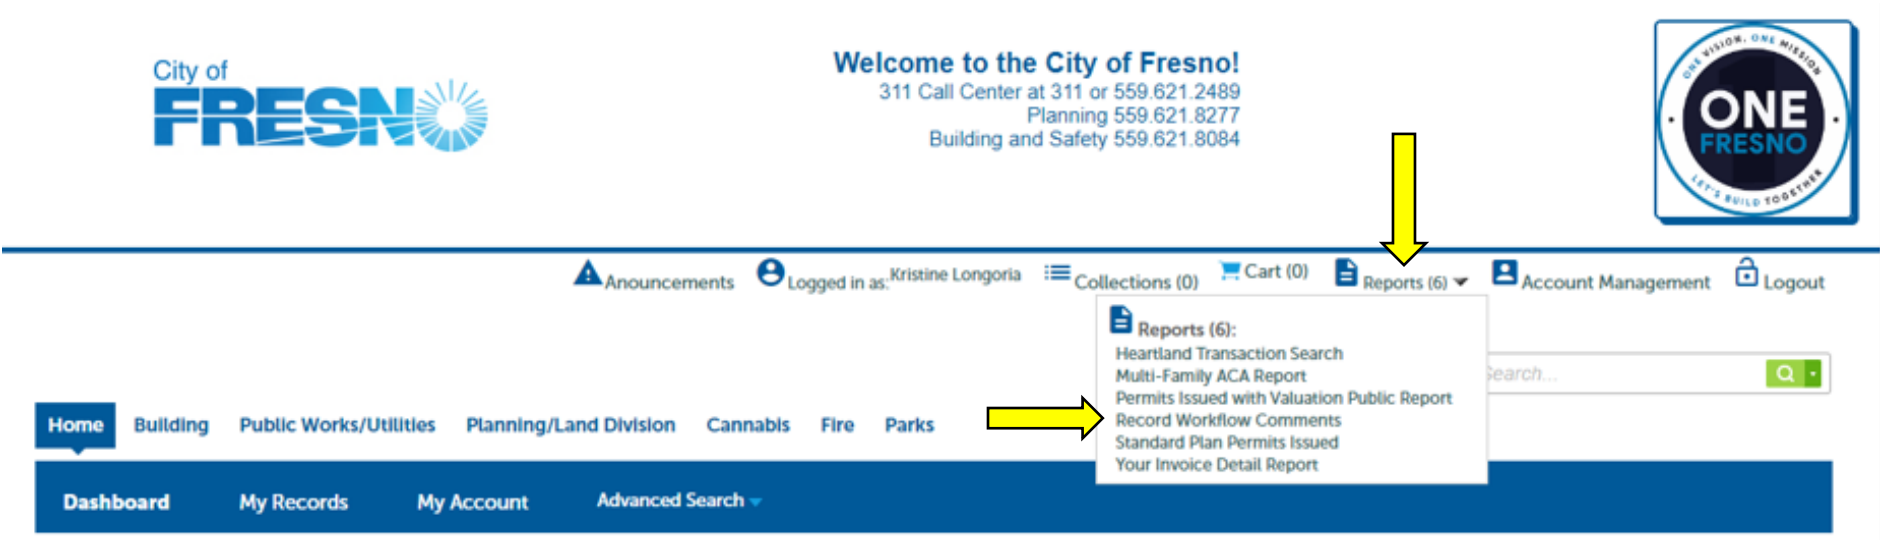 City of
FRESNO
Welcome to the City of Fresno!
311 Call Center at 311 or 559.621.2489
Planning 559.621.8277
Building and Safety 559.621.8084
ONE VISION. ONE MISSION
ONE
FRESNO
LET'S BUILD TOGETHER
Anouncements
Logged in as:Kristine Longoria
Collections (0)
Cart (0)
Reports (6)
Account Management
Logout
Reports (6):
Heartland Transaction Search
Multi-Family ACA Report
Permits Issued with Valuation Public Report
Record Workflow Comments
Standard Plan Permits Issued
Your Invoice Detail Report
Search...
Home Building Public Works/Utilities Planning/Land Division Cannabis Fire Parks
Dashboard My Records My Account Advanced Search